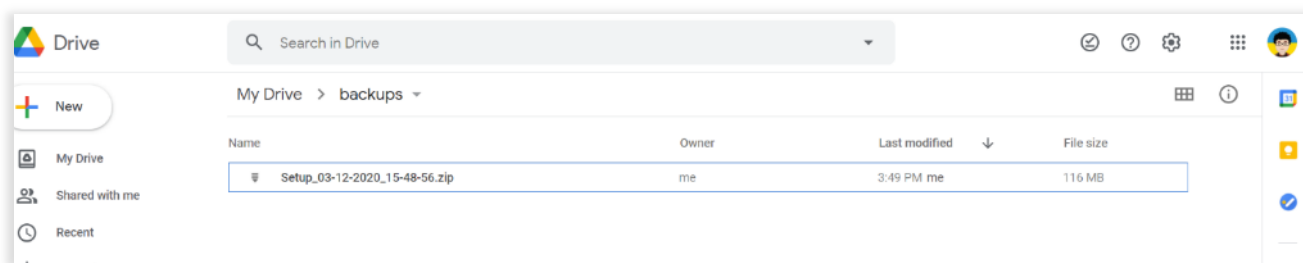 Drive
Search in Drive
New
My Drive > backups
Name Owner Last modified File size
My Drive
Setup_03-12-2020_15-48-56.zip me 3:49 PM me 116 MB
Shared with me
Recent
31